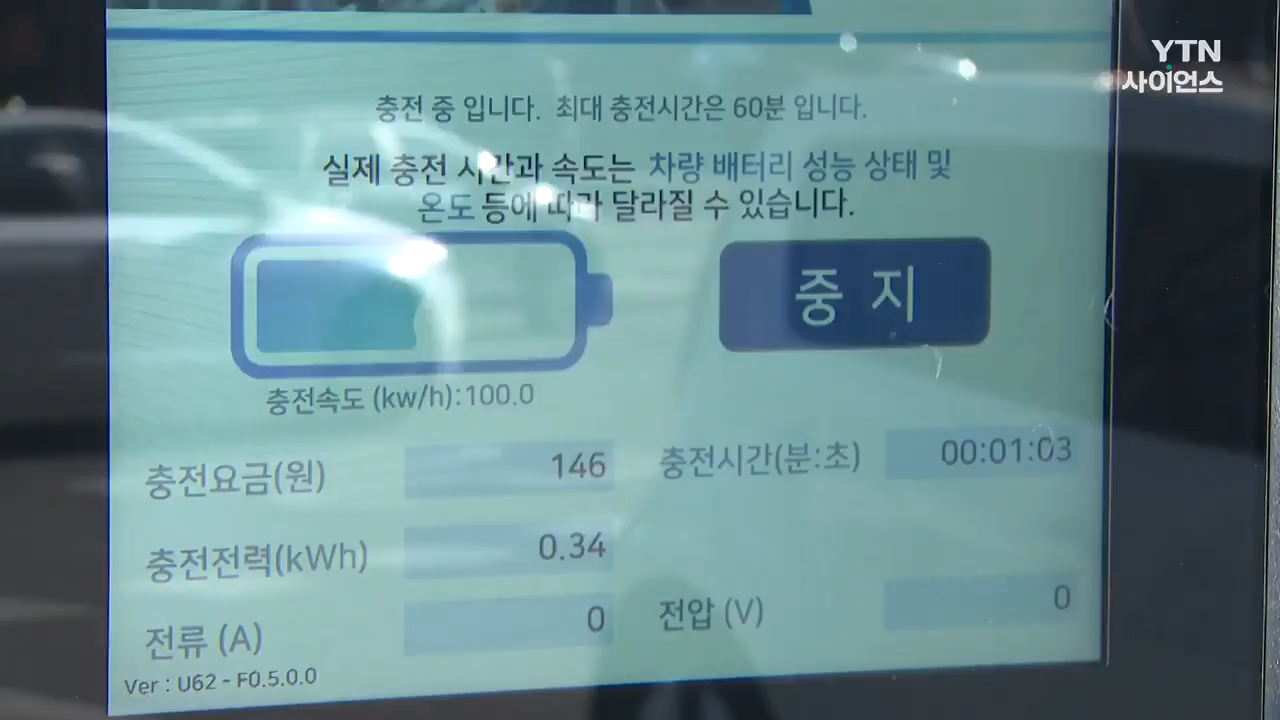 YTN
사이언스
충전 중 입니다. 최대 충전시간은 60분 입니다.
실제 충전 시간과 속도는 차량 배터리 성능 상태 및
온도 등에 따라 달라질 수 있습니다.
중 지
충전속도 (kw/h):100.0
충전요금(원) 146 충전시간(분:초) 00:01:03
충전전력(kWh) 0.34
전류 (A) 0 전압 (V) 0
Ver : U62 - F0.5.0.0